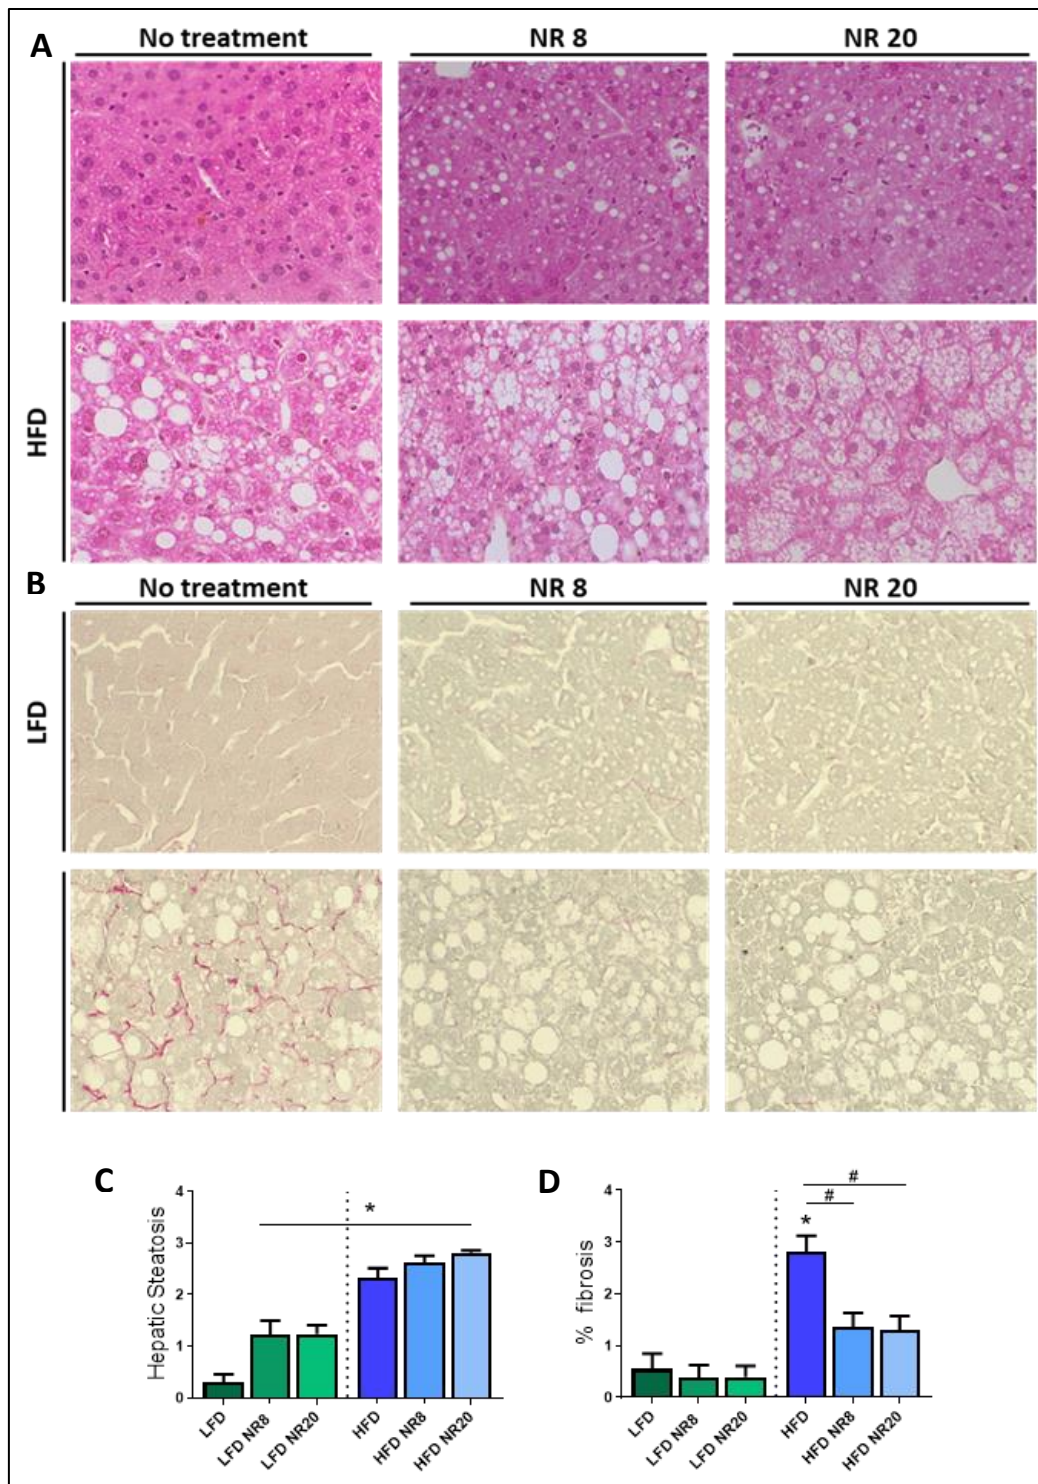 A
No treatment NR 8 NR 20
HFD
B
No treatment NR 8 NR 20
LFD
C
Hepatic Steatosis
4
3
2
1
0
*
LFD LFD NR8 LFD NR20 HFD HFD NR8 HFD NR20
D
% fibrosis
4
3
2
1
0
#
#
*
LFD LFD NR8 LFD NR20 HFD HFD NR8 HFD NR20